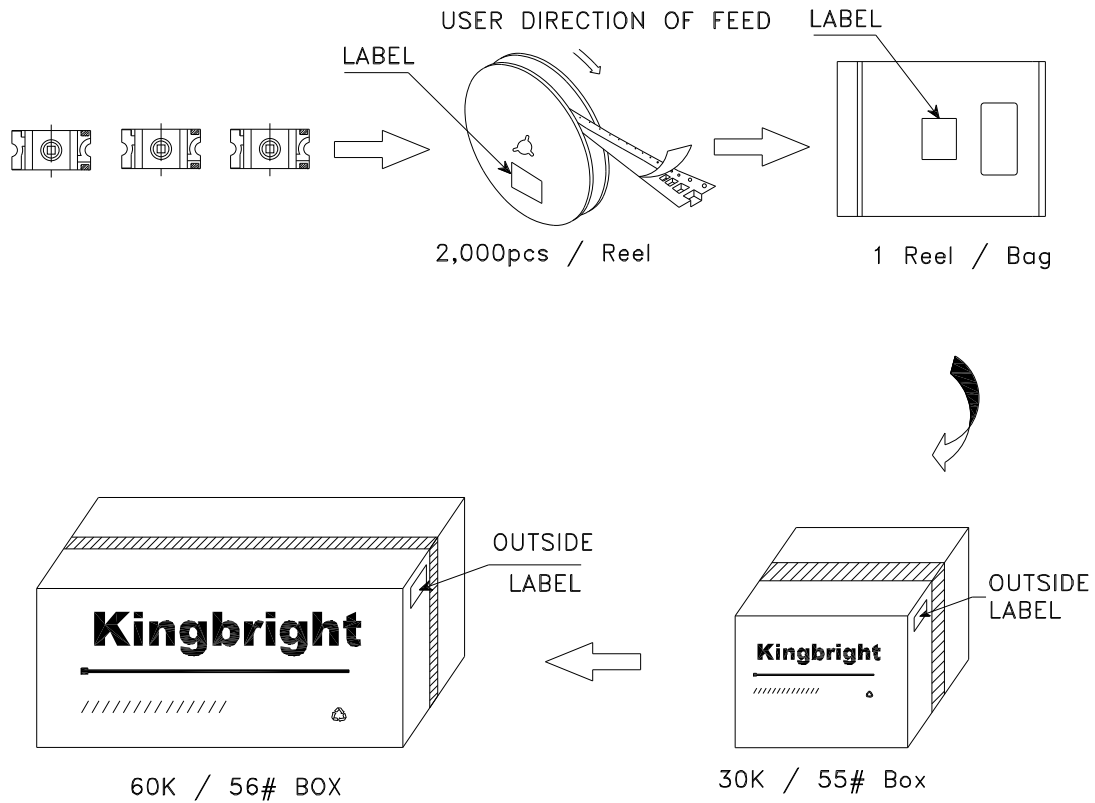 USER DIRECTION OF FEED
LABEL
LABEL
2,000pcs / Reel
1 Reel / Bag
OUTSIDE
LABEL
Kingbright
60K / 56# BOX
OUTSIDE
LABEL
Kingbright
30K / 55# Box